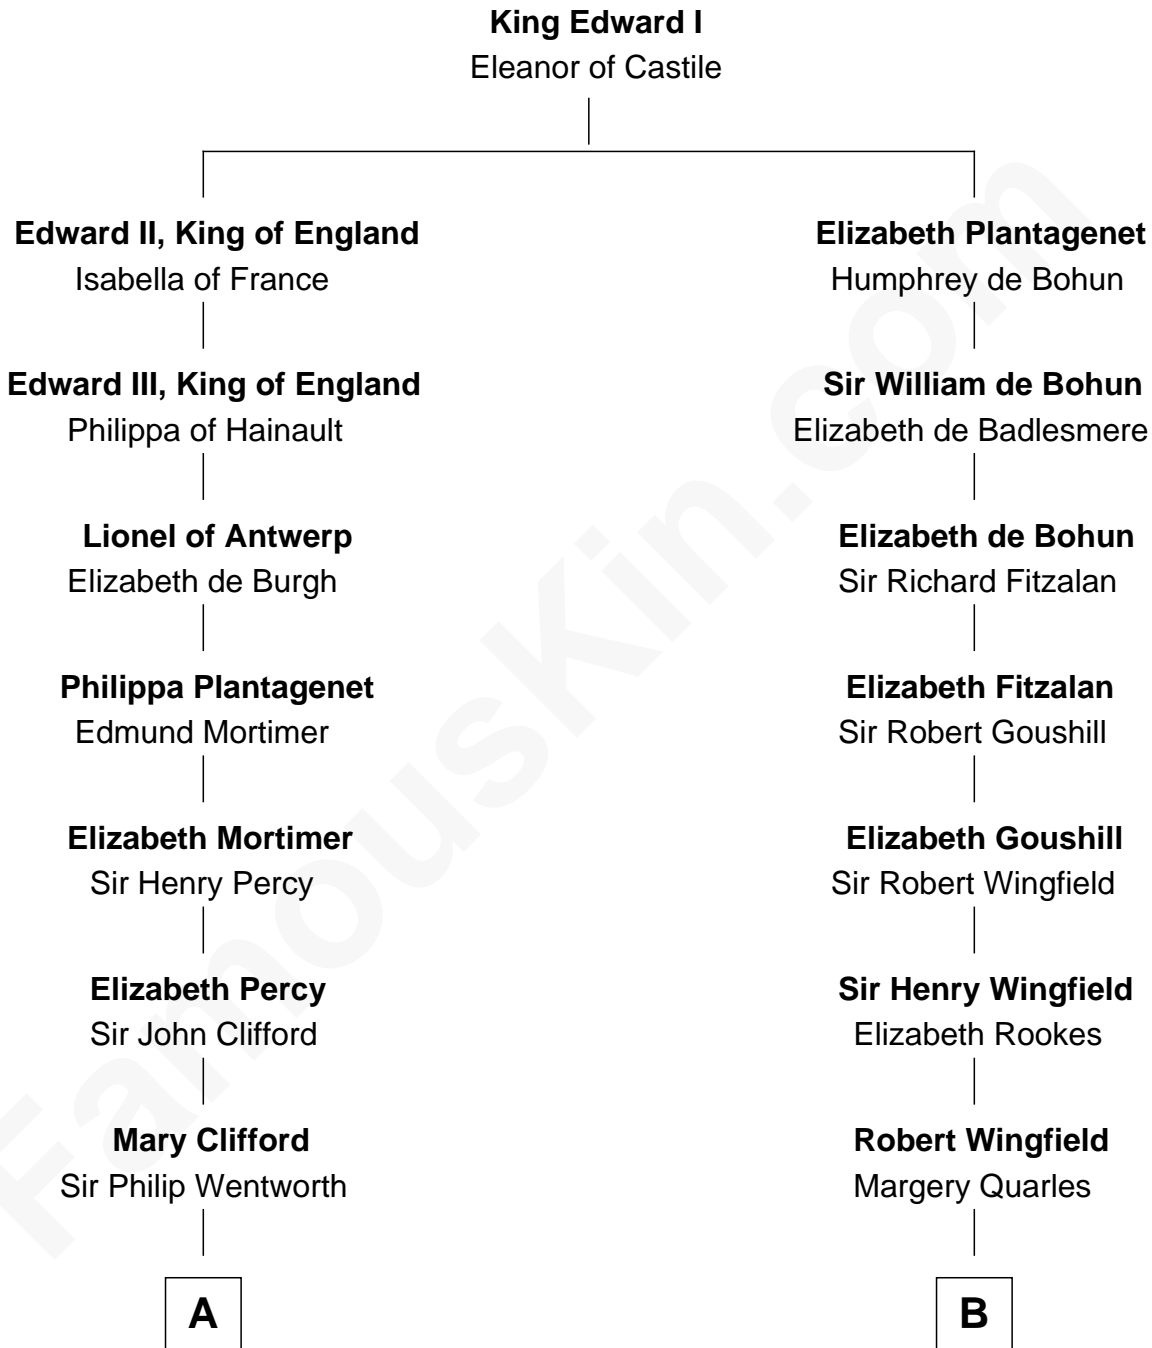 King Edward I
Eleanor of Castile
Edward II, King of England
Isabella of France
Edward III, King of England
Philippa of Hainault
Lionel of Antwerp
Elizabeth de Burgh
Philippa Plantagenet
Edmund Mortimer
Elizabeth Mortimer
Sir Henry Percy
Elizabeth Percy
Sir John Clifford
Mary Clifford
Sir Philip Wentworth
A
Elizabeth Plantagenet
Humphrey de Bohun
Sir William de Bohun
Elizabeth de Badlesmere
Elizabeth de Bohun
Sir Richard Fitzalan
Elizabeth Fitzalan
Sir Robert Goushill
Elizabeth Goushill
Sir Robert Wingfield
Sir Henry Wingfield
Elizabeth Rookes
Robert Wingfield
Margery Quarles
B
FamousKin.com